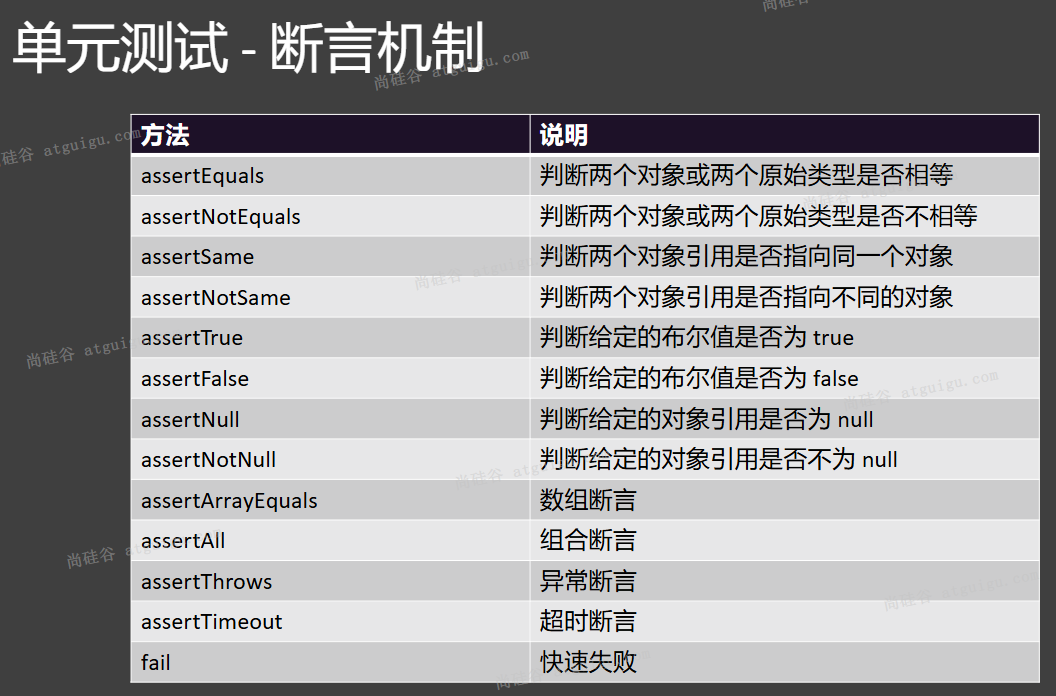 单元测试 - 断言机制
方法 说明
assertEquals 判断两个对象或两个原始类型是否相等
assertNotEquals 判断两个对象或两个原始类型是否不相等
assertSame 判断两个对象引用是否指向同一个对象
assertNotSame 判断两个对象引用是否指向不同的对象
assertTrue 判断给定的布尔值是否为 true
assertFalse 判断给定的布尔值是否为 false
assertNull 判断给定的对象引用是否为 null
assertNotNull 判断给定的对象引用是否不为 null
assertArrayEquals 数组断言
assertAll 组合断言
assertThrows 异常断言
assertTimeout 超时断言
fail 快速失败
尚硅谷 atguigu.com